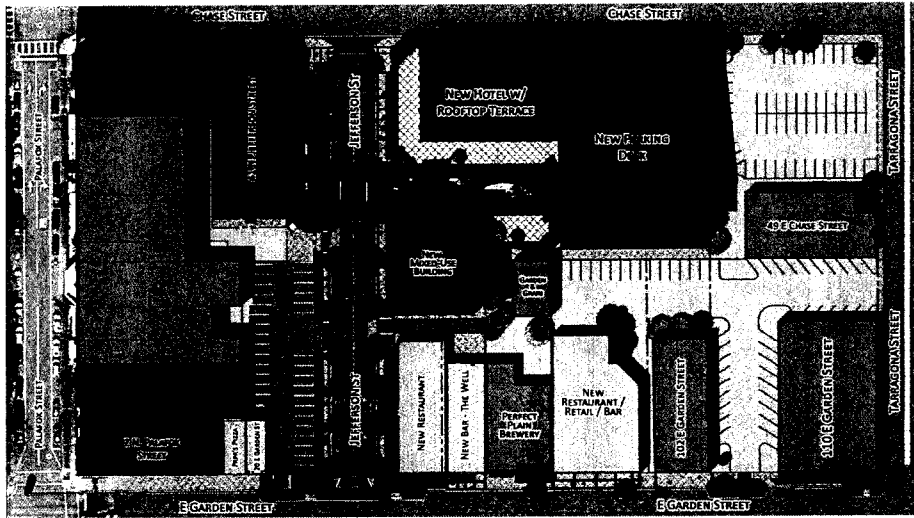 CHASE STREET
CHASE STREET
PALAFOX STREET
JEFFERSON ST
NEW HOTEL W/
ROOFTOP TERRACE
NEW PARKING
DECK
TARRAGONA STREET
49 E CHASE STREET
NEW
MIXED-USE
BUILDING
PALAFOX STREET
STREET
JEFFERSON ST
NEW RESTAURANT
NEW BAR - THE WELL
PERFECT
PLAIN
BREWERY
NEW
RESTAURANT /
RETAIL / BAR
102 E GARDEN STREET
110 E GARDEN STREET
TARRAGONA STREET
E GARDEN STREET
E GARDEN STREET